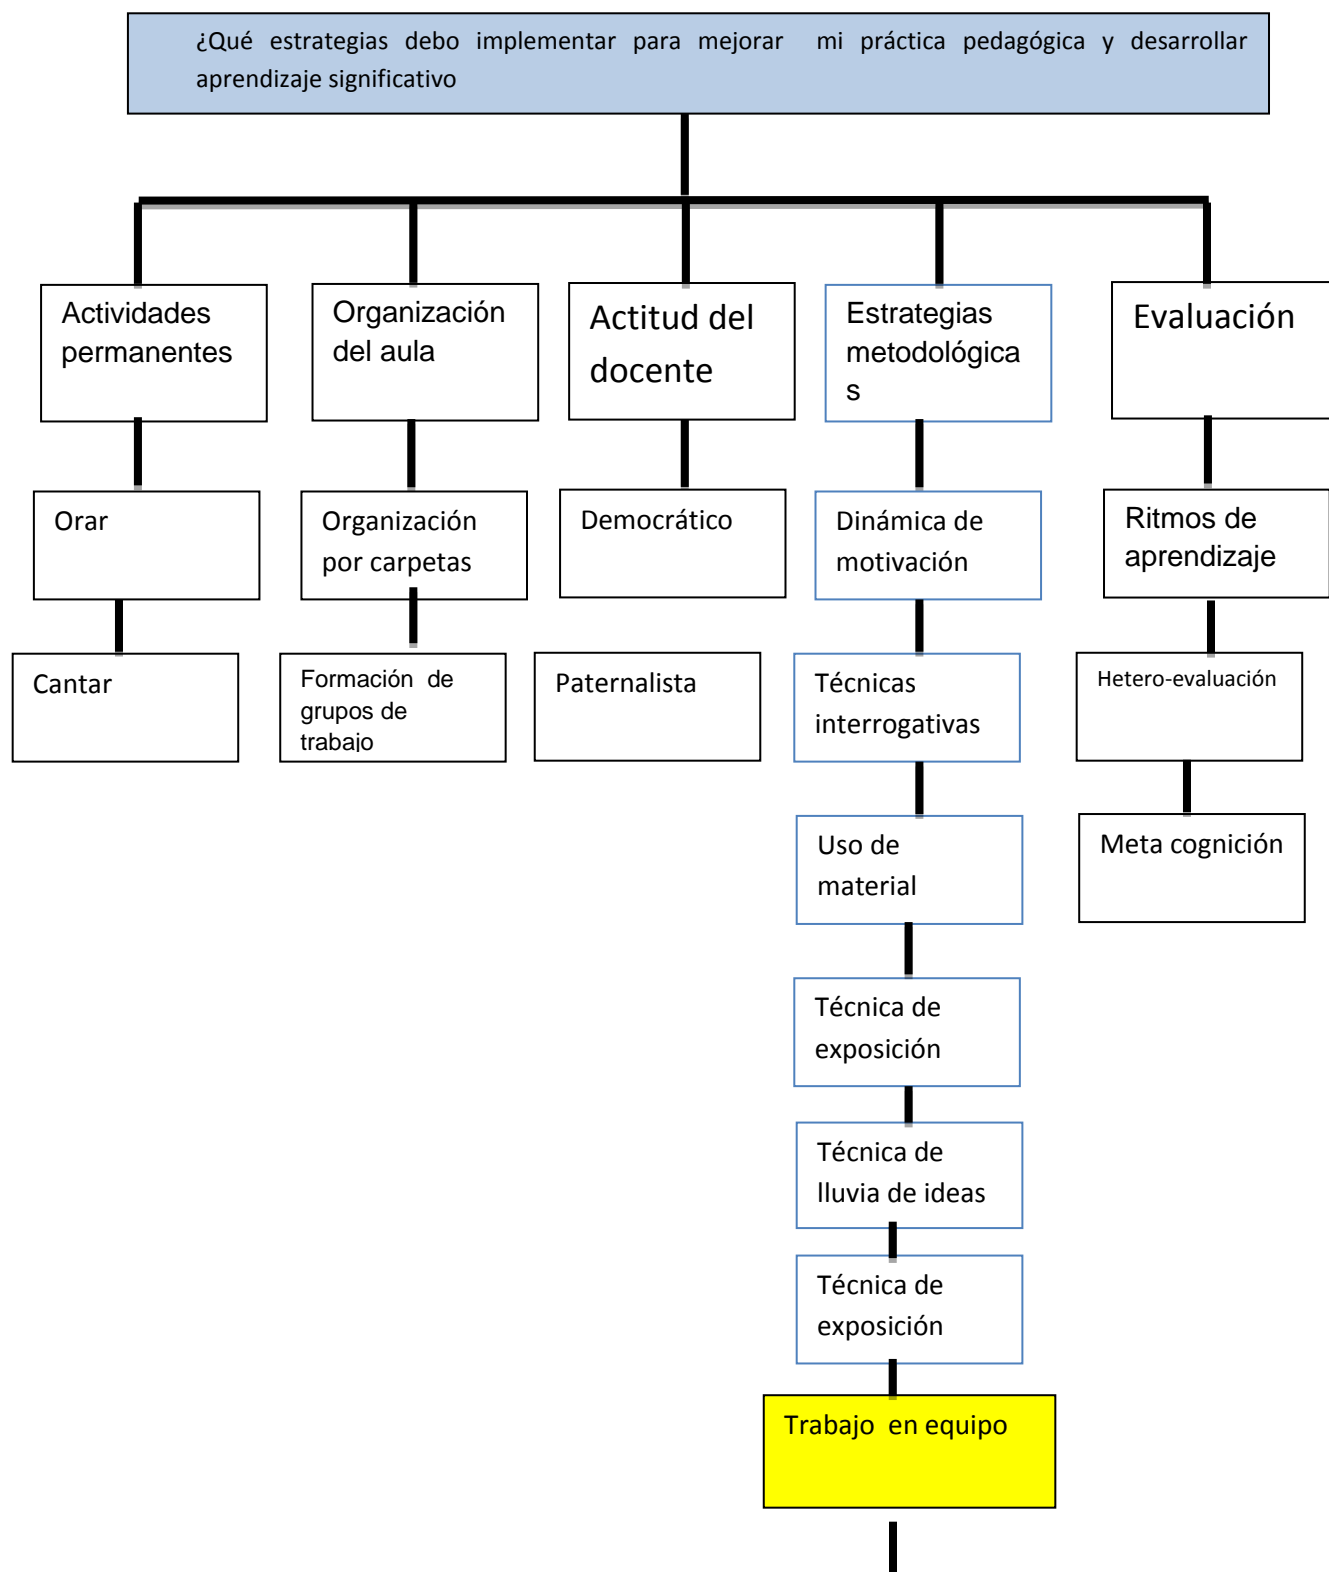 ¿Qué estrategias debo implementar para mejorar mi práctica pedagógica y desarrollar
aprendizaje significativo
Actividades
permanentes
Organización
del aula
Actitud del
docente
Estrategias
metodológica
s
Evaluación
Orar
Organización
por carpetas
Democrático
Dinámica de
motivación
Ritmos de
aprendizaje
Cantar
Formación de
grupos de
trabajo
Paternalista
Técnicas
interrogativas
Hetero-evaluación
Uso de
material
Meta cognición
Técnica de
exposición
Técnica de
lluvia de ideas
Técnica de
exposición
Trabajo en equipo